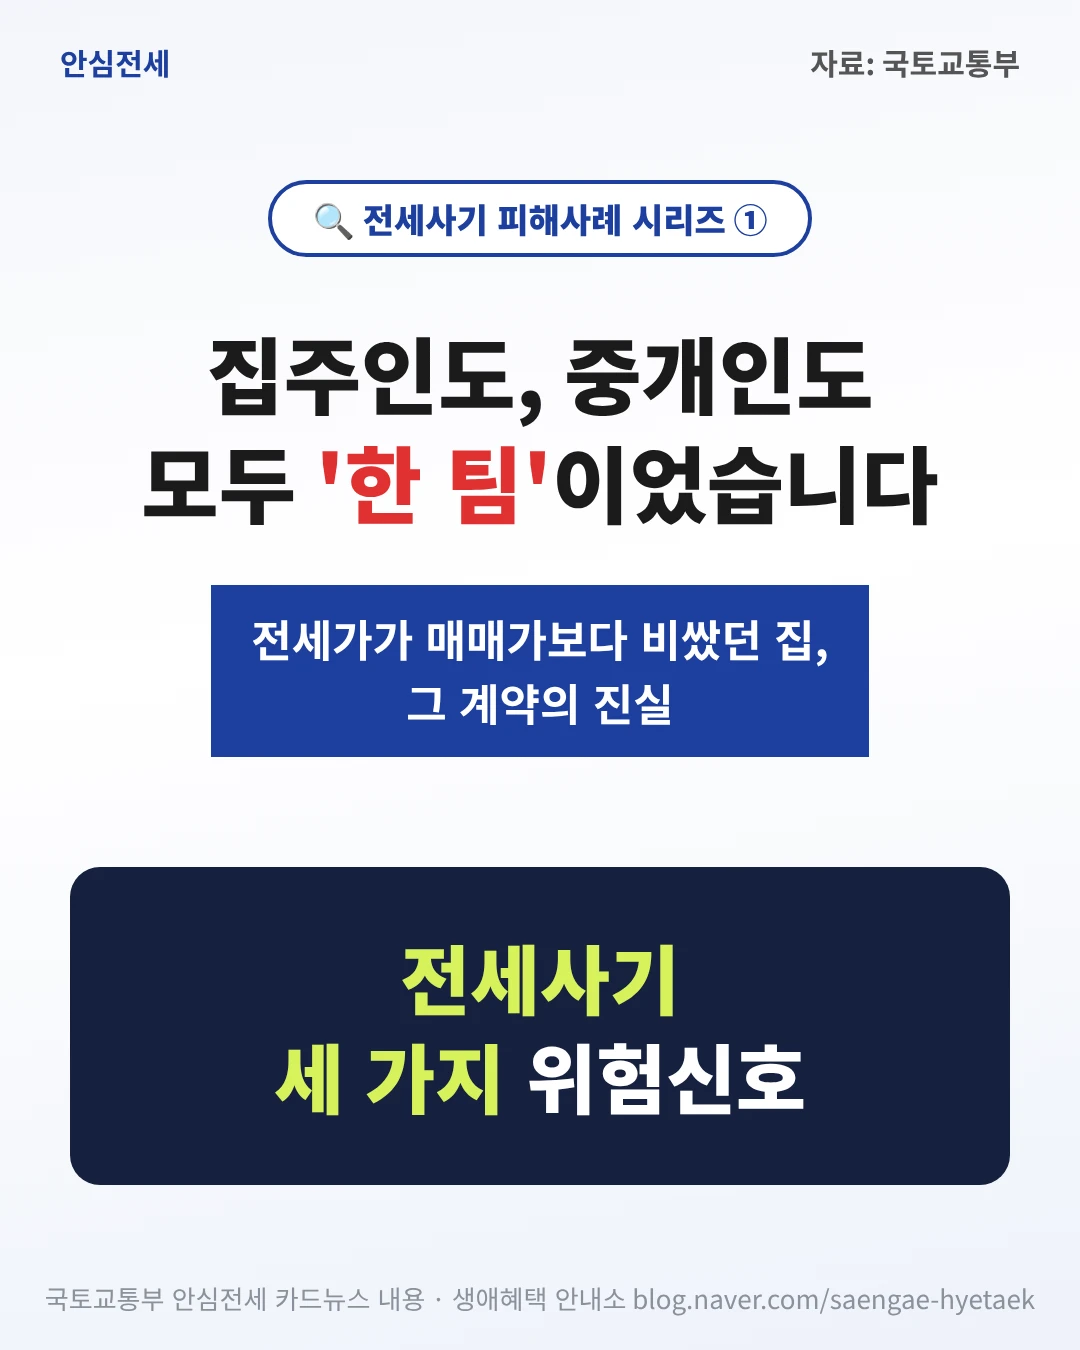 안심전세
자료: 국토교통부
🔍 전세사기 피해사례 시리즈 ①
집주인도, 중개인도
모두 '한 팀'이었습니다
전세가가 매매가보다 비쌌던 집,
그 계약의 진실
전세사기
세 가지 위험신호
국토교통부 안심전세 카드뉴스 내용 · 생애혜택 안내소 blog.naver.com/saengae-hyetaek